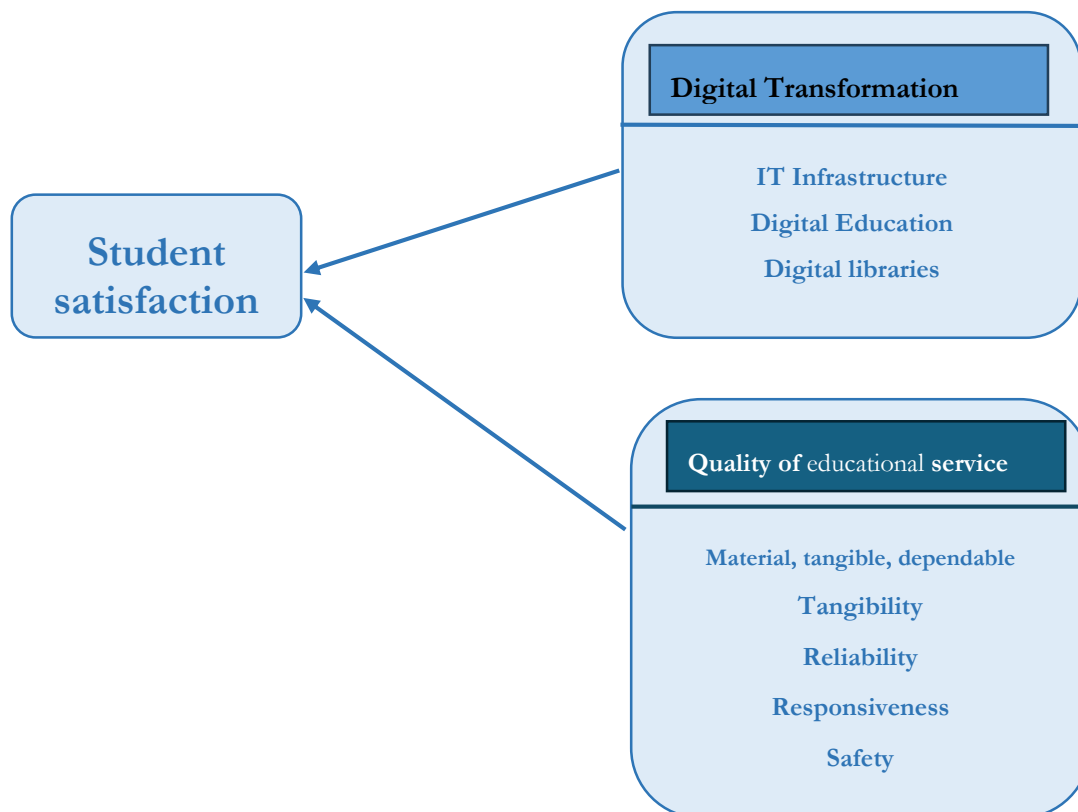 Digital Transformation
IT Infrastructure
Digital Education
Digital libraries
Student
satisfaction
Quality of educational service
Material, tangible, dependable
Tangibility
Reliability
Responsiveness
Safety